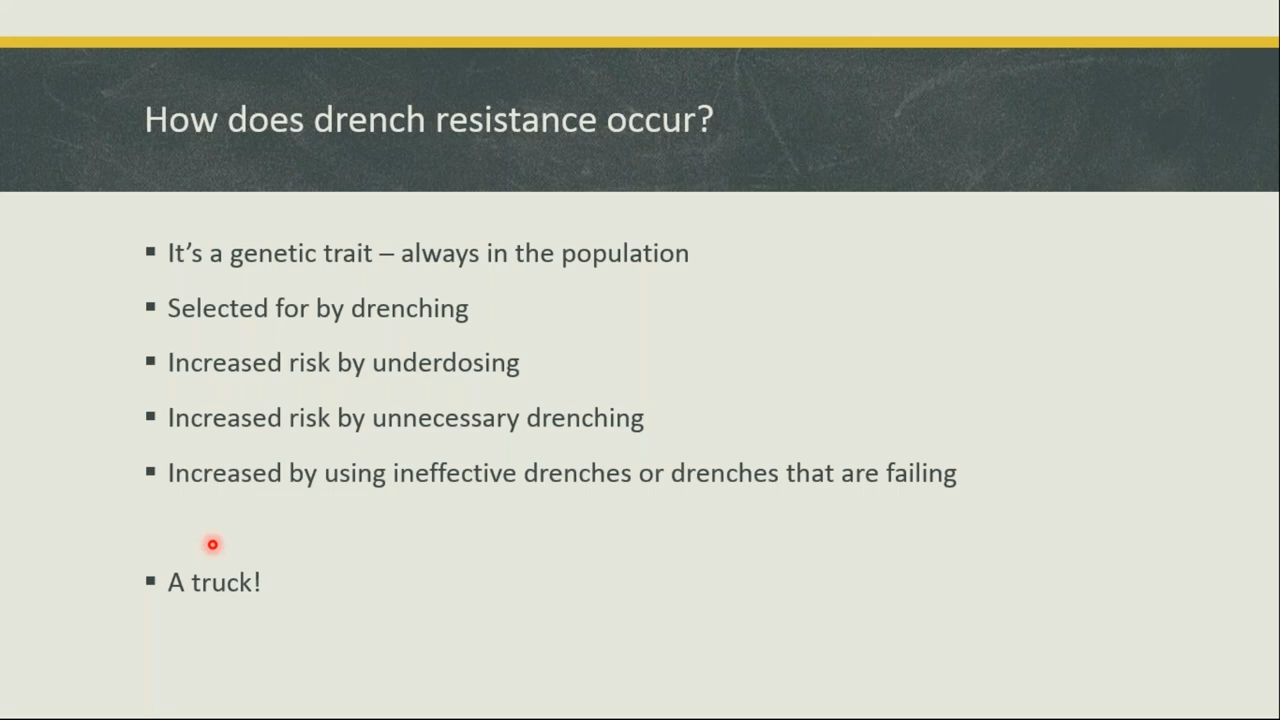 How does drench resistance occur?
▪ It’s a genetic trait – always in the population
▪ Selected for by drenching
▪ Increased risk by underdosing
▪ Increased risk by unnecessary drenching
▪ Increased by using ineffective drenches or drenches that are failing
▪ A truck!